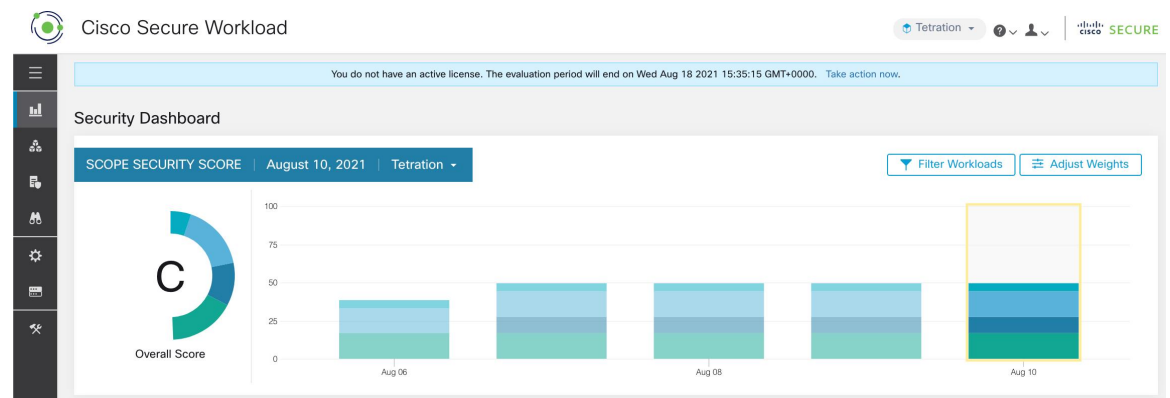 Cisco Secure Workload
Tetration
CISCO SECURE
You do not have an active license. The evaluation period will end on Wed Aug 18 2021 15:35:15 GMT+0000. Take action now.
Security Dashboard
SCOPE SECURITY SCORE | August 10, 2021 | Tetration
Filter Workloads
Adjust Weights
100
75
50
25
0
C
Overall Score
Aug 06
Aug 08
Aug 10